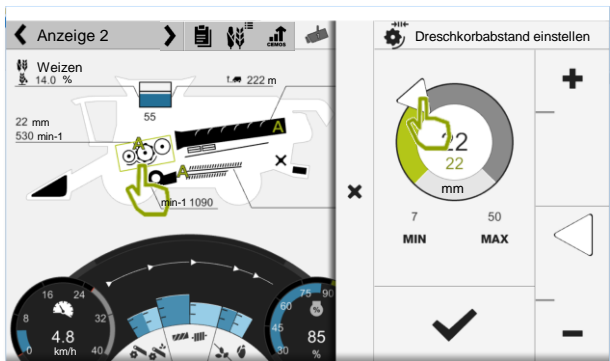 Anzeige 2
CEMOS
Dreschkorbabstand einstellen
Weizen
14.0 %
222 m
55
22 mm
530 min-1
A
A
A
min-1 1090
22
22
mm
7
50
MIN
MAX
16
24
8
32
0
40
4.8
km/h
75
90
60
45
30
85
%